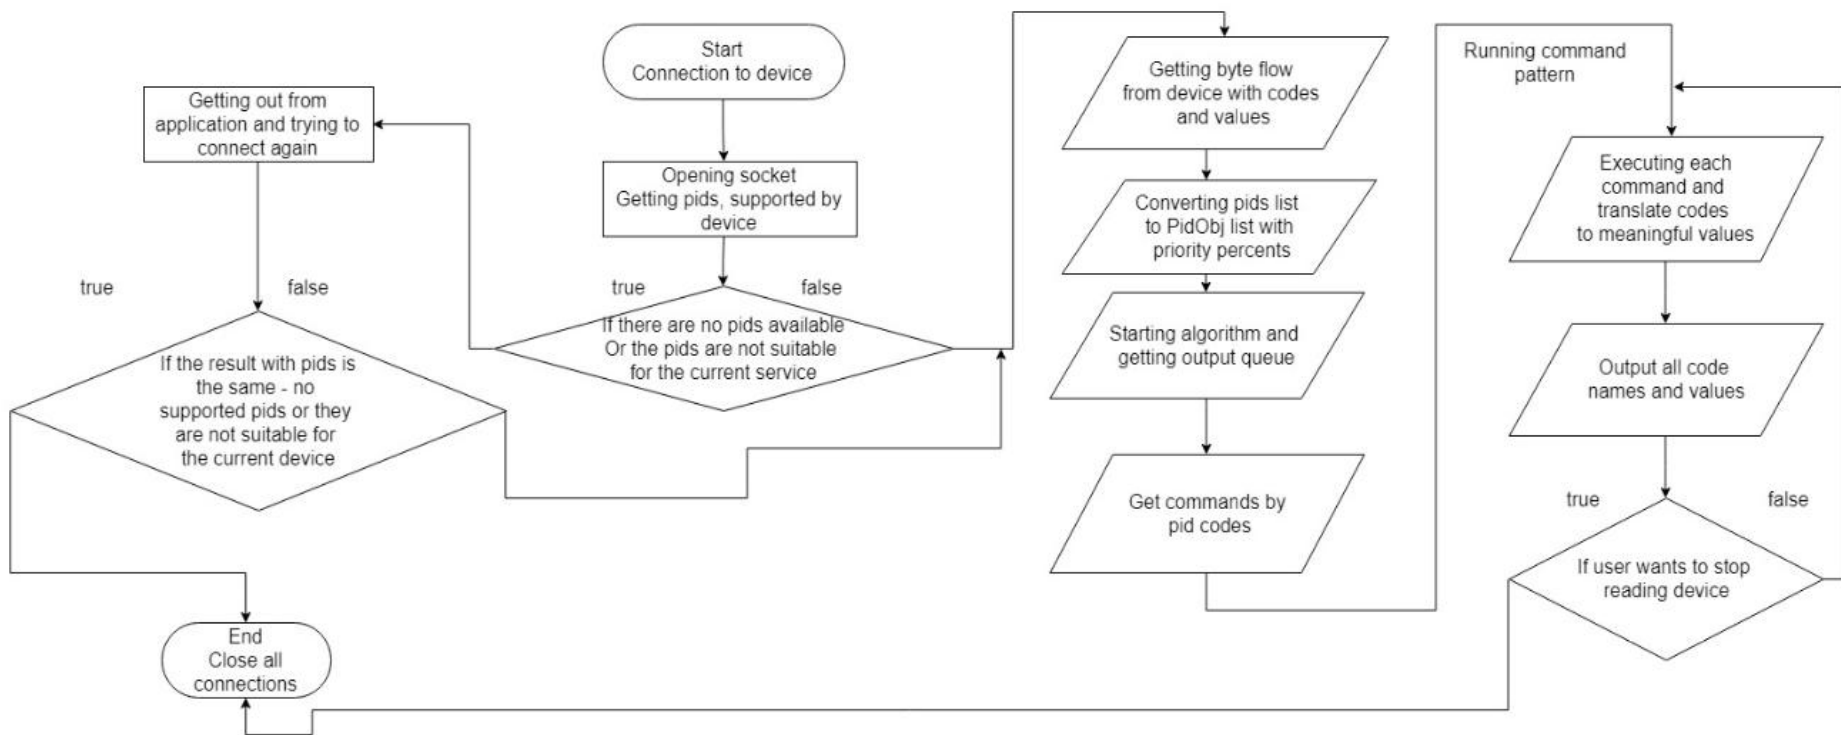 Start
Connection to device
Opening socket
Getting pids, supported by
device
true
false
If there are no pids available
Or the pids are not suitable
for the current service
Getting out from
application and trying to
connect again
true
false
If the result with pids is
the same - no
supported pids or they
are not suitable for
the current device
End
Close all
connections
Getting byte flow
from device with codes
and values
Converting pids list
to PidObj list with
priority percents
Starting algorithm and
getting output queue
Get commands by
pid codes
Running command
pattern
Executing each
command and
translate codes
to meaningful values
Output all code
names and values
true
false
If user wants to stop
reading device